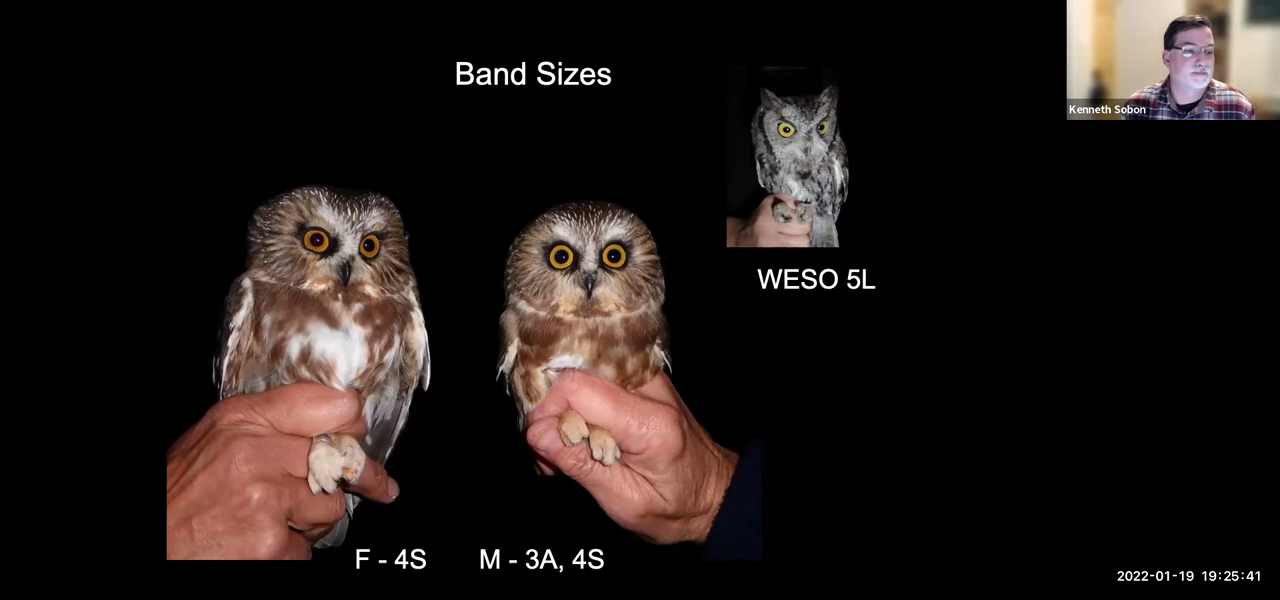 Band Sizes
Kenneth Sobon
WESO 5L
F - 4S
M - 3A, 4S
2022-01-19 19:25:41